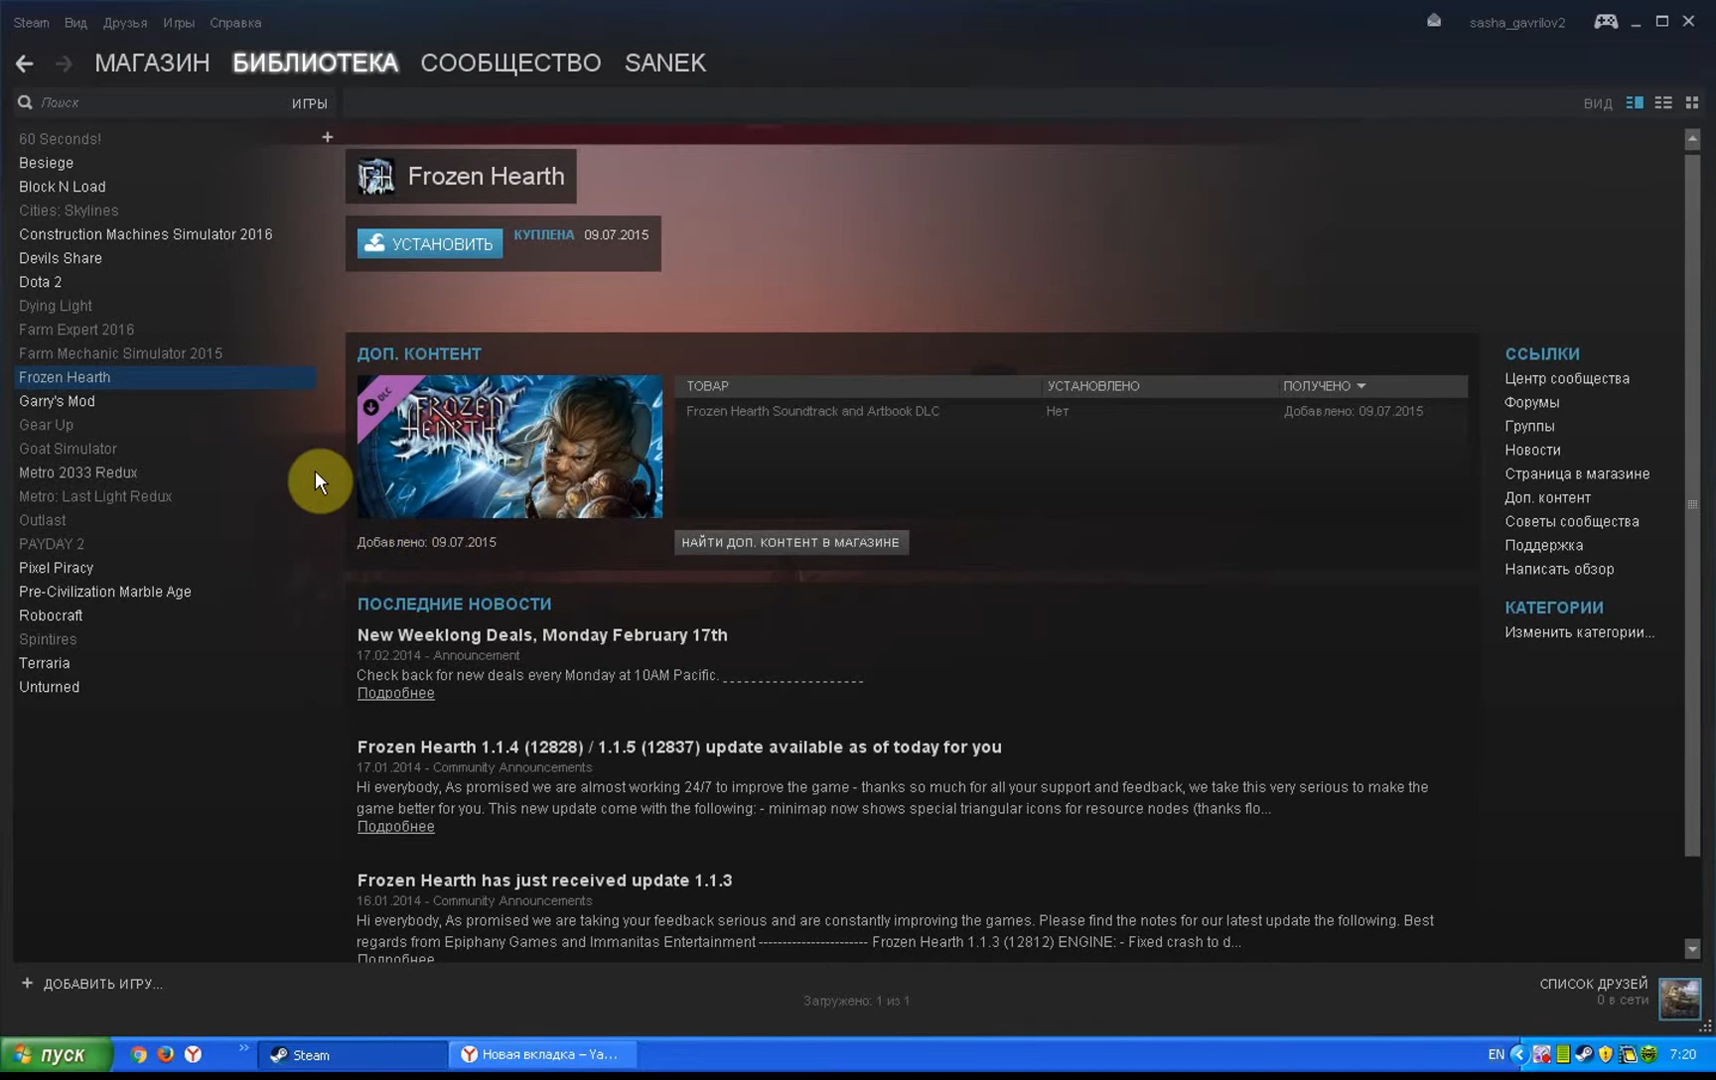 Steam Вид Друзья Игры Справка
sasha_gavrilov2
МАГАЗИН БИБЛИОТЕКА СООБЩЕСТВО SANEK
Поиск ИГРЫ
ВИД
60 Seconds!
Besiege
Block N Load
Cities: Skylines
Construction Machines Simulator 2016
Devils Share
Dota 2
Dying Light
Farm Expert 2016
Farm Mechanic Simulator 2015
Frozen Hearth
Garry's Mod
Gear Up
Goat Simulator
Metro 2033 Redux
Metro: Last Light Redux
Outlast
PAYDAY 2
Pixel Piracy
Pre-Civilization Marble Age
Robocraft
Spintires
Terraria
Unturned
+
FH Frozen Hearth
УСТАНОВИТЬ КУПЛЕНА 09.07.2015
ДОП. КОНТЕНТ
DLC
FROZEN
HEARTH
Добавлено: 09.07.2015
ТОВАР УСТАНОВЛЕНО ПОЛУЧЕНО
Frozen Hearth Soundtrack and Artbook DLC Нет Добавлено: 09.07.2015
НАЙТИ ДОП. КОНТЕНТ В МАГАЗИНЕ
ПОСЛЕДНИЕ НОВОСТИ
New Weeklong Deals, Monday February 17th
17.02.2014 - Announcement
Check back for new deals every Monday at 10AM Pacific. _ _ _ _ _ _ _ _ _ _ _ _ _ _ _ _ _ _ _ _
Подробнее
Frozen Hearth 1.1.4 (12828) / 1.1.5 (12837) update available as of today for you
17.01.2014 - Community Announcements
Hi everybody, As promised we are almost working 24/7 to improve the game - thanks so much for all your support and feedback, we take this very serious to make the
game better for you. This new update come with the following: - minimap now shows special triangular icons for resource nodes (thanks flo...
Подробнее
Frozen Hearth has just received update 1.1.3
16.01.2014 - Community Announcements
Hi everybody, As promised we are taking your feedback serious and are constantly improving the games. Please find the notes for our latest update the following. Best
regards from Epiphany Games and Immanitas Entertainment ----------------------- Frozen Hearth 1.1.3 (12812) ENGINE: - Fixed crash to d...
Подробнее
ССЫЛКИ
Центр сообщества
Форумы
Группы
Новости
Страница в магазине
Доп. контент
Советы сообщества
Поддержка
Написать обзор
КАТЕГОРИИ
Изменить категории...
+ ДОБАВИТЬ ИГРУ...
Загружено: 1 из 1
СПИСОК ДРУЗЕЙ
0 в сети
пуск Steam Новая вкладка – Ya... EN 7:20